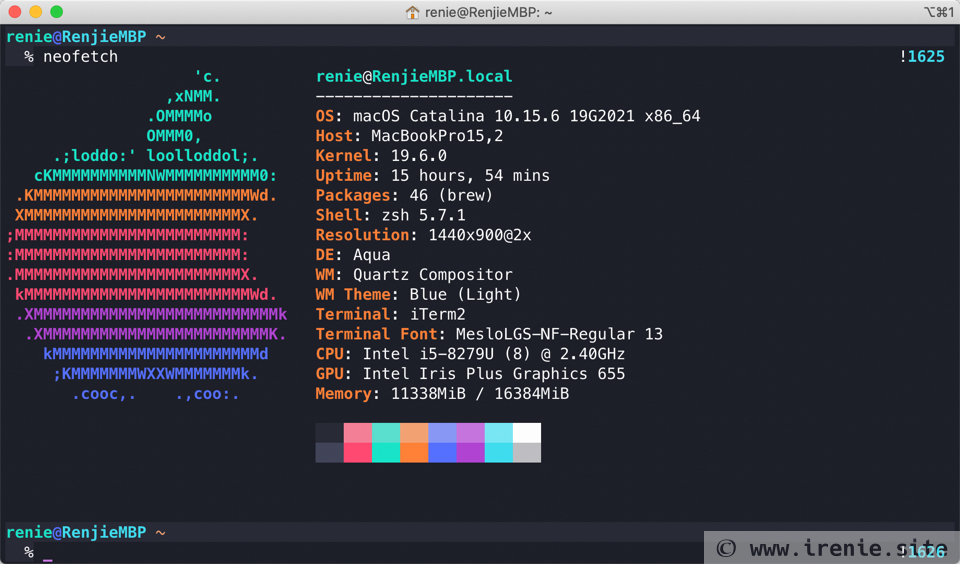 renie@RenjieMBP: ~ ⌥⌘1
renie@RenjieMBP ~
% neofetch !1625
'c. renie@RenjieMBP.local
,xNMM. ---------------------
.OMMMMo OS: macOS Catalina 10.15.6 19G2021 x86_64
OMMM0, Host: MacBookPro15,2
.;loddo:' loolloddol;. Kernel: 19.6.0
cKMMMMMMMMMMNWMMMMMMMMMM0: Uptime: 15 hours, 54 mins
.KMMMMMMMMMMMMMMMMMMMMMMMWd. Packages: 46 (brew)
XMMMMMMMMMMMMMMMMMMMMMMMX. Shell: zsh 5.7.1
;MMMMMMMMMMMMMMMMMMMMMMMM: Resolution: 1440x900@2x
:MMMMMMMMMMMMMMMMMMMMMMMM: DE: Aqua
.MMMMMMMMMMMMMMMMMMMMMMMMX. WM: Quartz Compositor
kMMMMMMMMMMMMMMMMMMMMMMMMWd. WM Theme: Blue (Light)
.XMMMMMMMMMMMMMMMMMMMMMMMMMMk Terminal: iTerm2
.XMMMMMMMMMMMMMMMMMMMMMMMMK. Terminal Font: MesloLGS-NF-Regular 13
kMMMMMMMMMMMMMMMMMMMMMMd CPU: Intel i5-8279U (8) @ 2.40GHz
;KMMMMMMMWXXWMMMMMMMk. GPU: Intel Iris Plus Graphics 655
.cooc,. .,coo:. Memory: 11338MiB / 16384MiB
renie@RenjieMBP ~
% !1626
© www.irenie.site